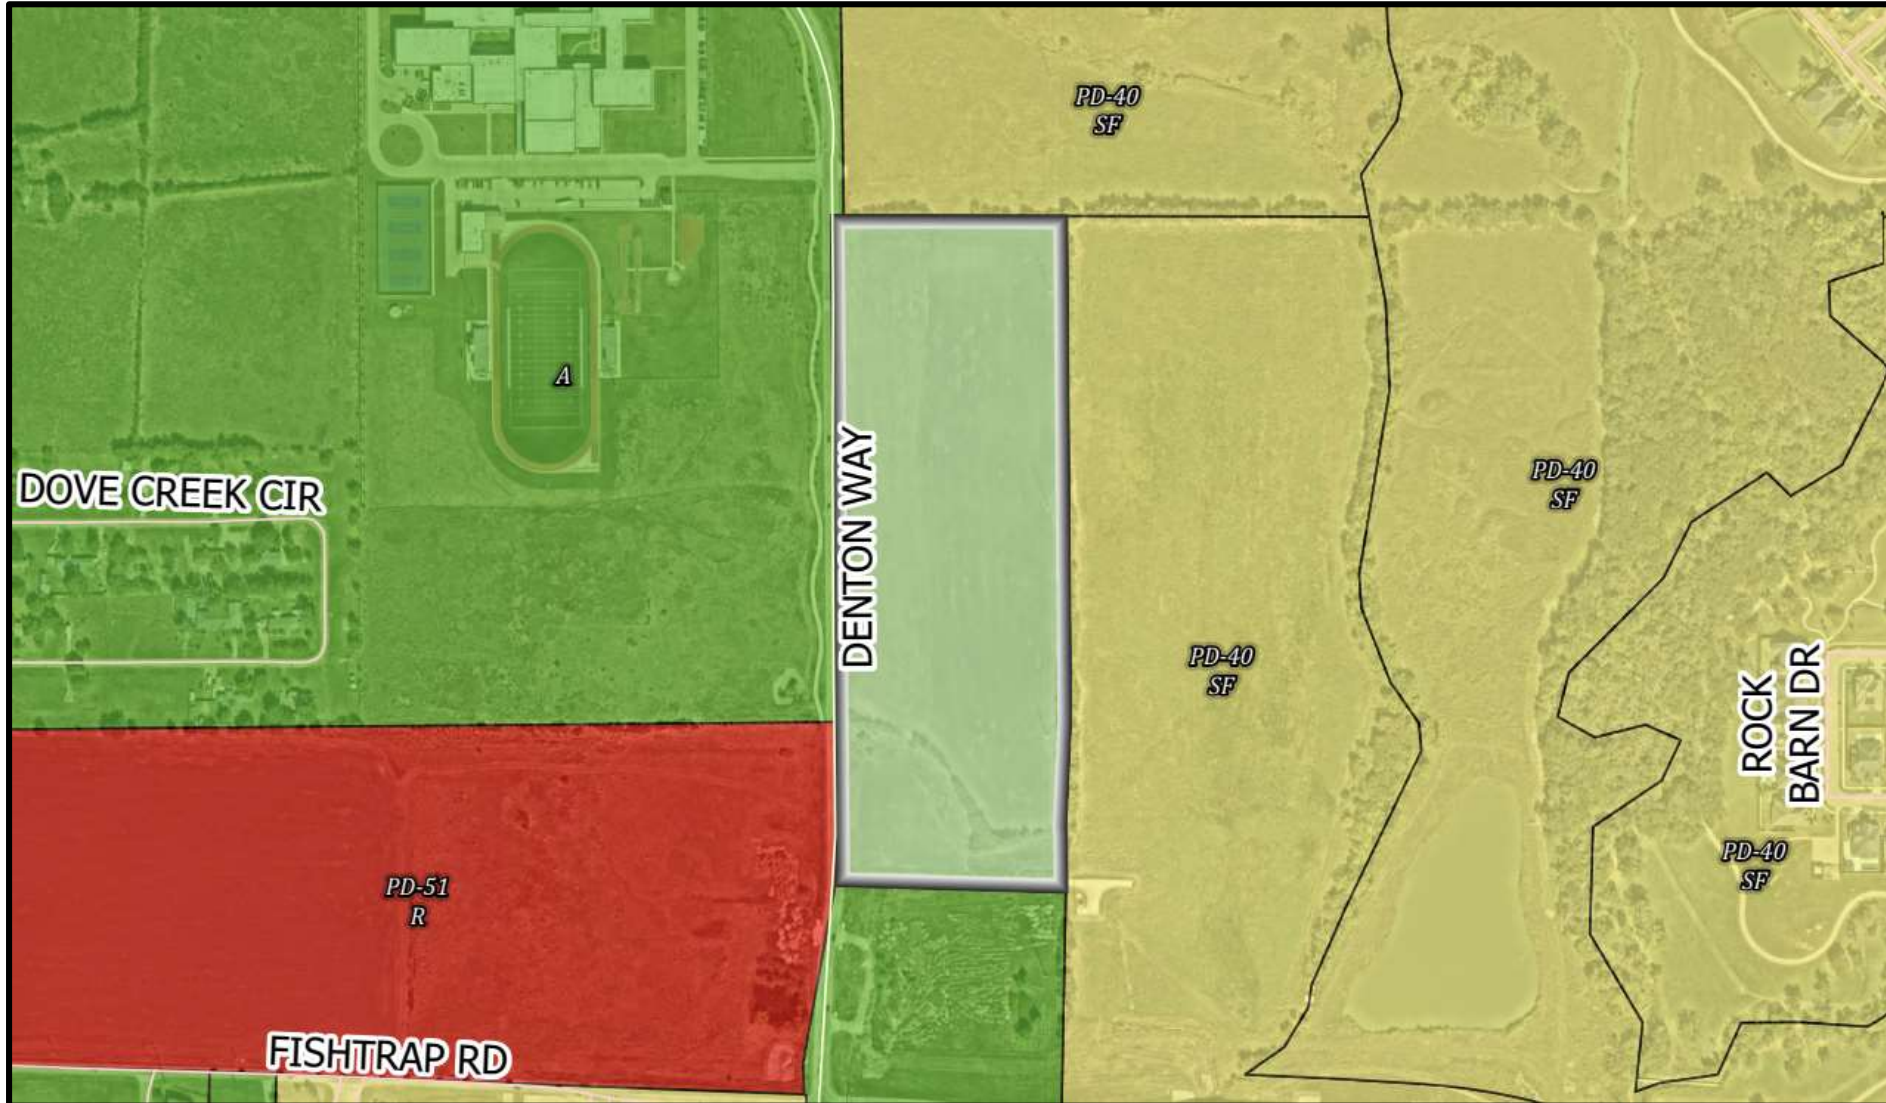 PD-40
SF
A
DOVE CREEK CIR
DENTON WAY
PD-40
SF
PD-40
SF
ROCK
BARN DR
PD-40
SF
PD-51
R
FISHTRAP RD